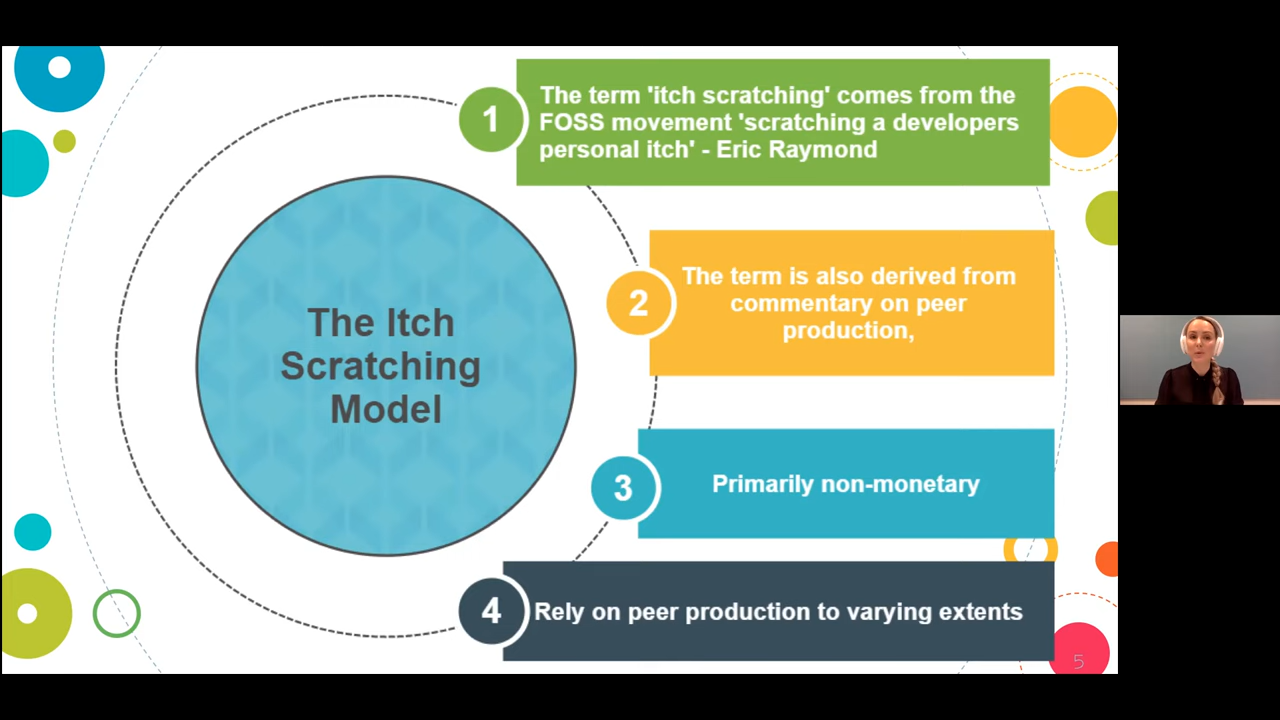 The Itch
Scratching
Model
1
The term 'itch scratching' comes from the
FOSS movement 'scratching a developers
personal itch' - Eric Raymond
2
The term is also derived from
commentary on peer
production,
3
Primarily non-monetary
4
Rely on peer production to varying extents
5